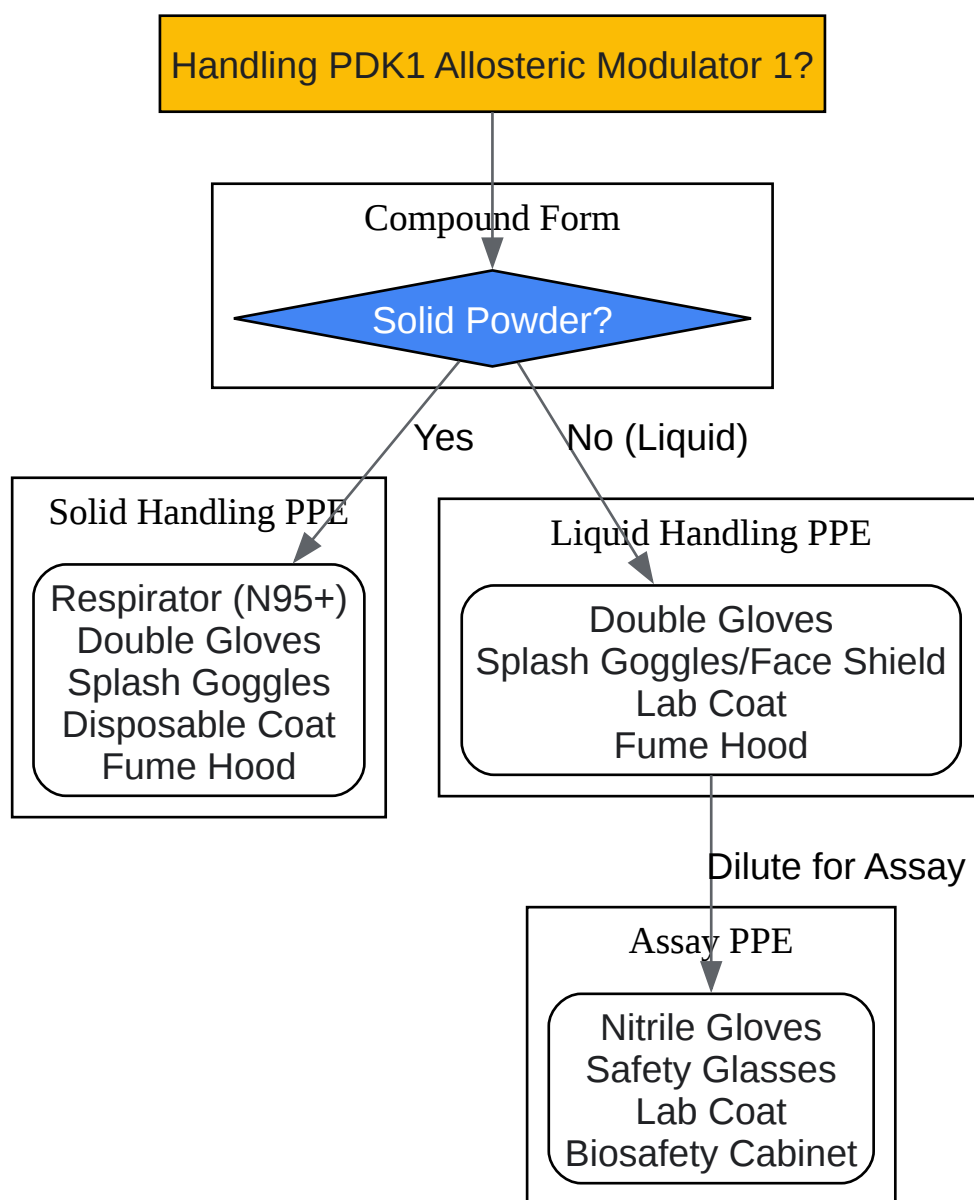 Handling PDK1 Allosteric Modulator 1?
Compound Form
Solid Powder?
Yes
No (Liquid)
Solid Handling PPE
Respirator (N95+)
Double Gloves
Splash Goggles
Disposable Coat
Fume Hood
Liquid Handling PPE
Double Gloves
Splash Goggles/Face Shield
Lab Coat
Fume Hood
Dilute for Assay
Assay PPE
Nitrile Gloves
Safety Glasses
Lab Coat
Biosafety Cabinet